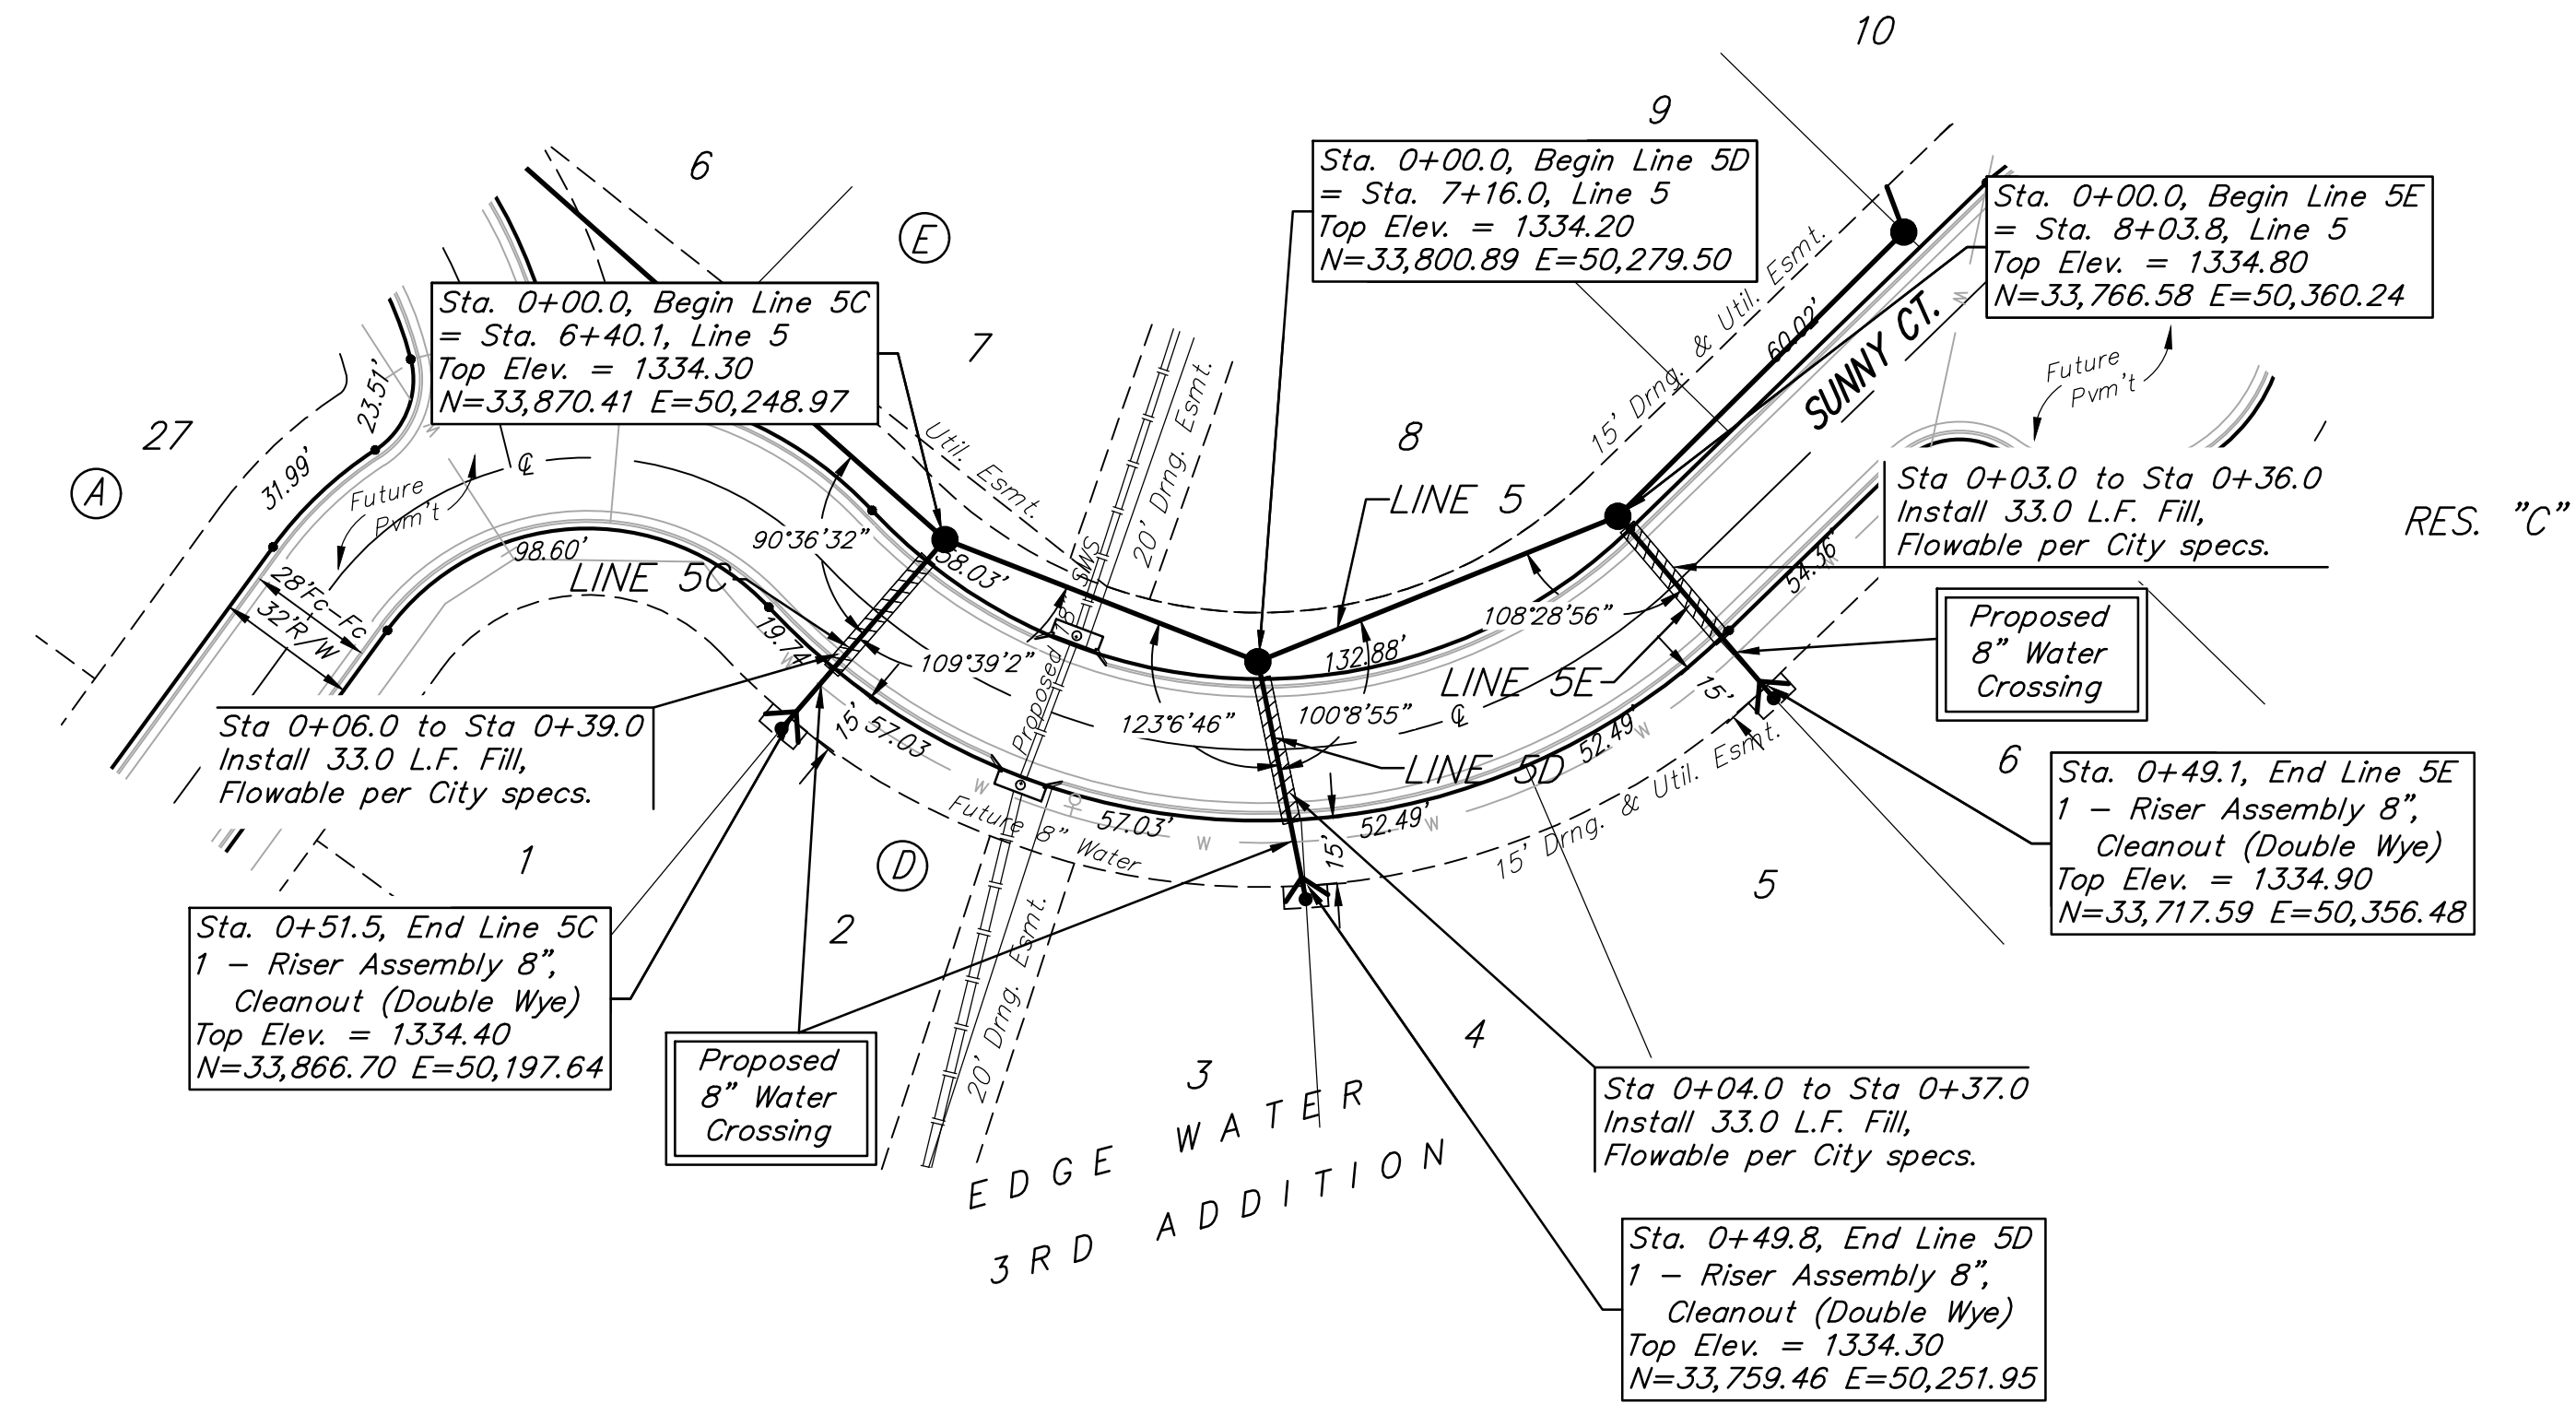 10
9
6
E
Sta. 0+00.0, Begin Line 5D
= Sta. 7+16.0, Line 5
Top Elev. = 1334.20
N=33,800.89 E=50,279.50
Sta. 0+00.0, Begin Line 5E
= Sta. 8+03.8, Line 5
Top Elev. = 1334.80
N=33,766.58 E=50,360.24
Sta. 0+00.0, Begin Line 5C
= Sta. 6+40.1, Line 5
Top Elev. = 1334.30
N=33,870.41 E=50,248.97
7
8
27
A
23.51'
31.99'
Future
Pvm't
℄
Util. Esmt.
20' Drng. Esmt.
15' Drng. & Util. Esmt.
60.02'
SUNNY CT.
Future
Pvm't
W
W
LINE 5
Sta 0+03.0 to Sta 0+36.0
Install 33.0 L.F. Fill,
Flowable per City specs.
RES. "C"
90°36'32"
98.60'
LINE 5C
58.03'
Proposed 18" SWS
28'Fc-Fc
32'R/W
19.74'
109°39'2"
108°28'56"
132.88'
54.36'
W
Proposed
8" Water
Crossing
LINE 5E
123°6'46"
100°8'55"
℄
15'
W
Sta 0+06.0 to Sta 0+39.0
Install 33.0 L.F. Fill,
Flowable per City specs.
15'
57.03
LINE 5D
52.49'
W
W
Future 8" Water
57.03'
W
52.49'
W
15'
15' Drng. & Util. Esmt.
6
Sta. 0+49.1, End Line 5E
1 - Riser Assembly 8",
Cleanout (Double Wye)
Top Elev. = 1334.90
N=33,717.59 E=50,356.48
1
D
5
2
Sta. 0+51.5, End Line 5C
1 - Riser Assembly 8",
Cleanout (Double Wye)
Top Elev. = 1334.40
N=33,866.70 E=50,197.64
20' Drng. Esmt.
Proposed
8" Water
Crossing
3
4
EDGE WATER
3RD ADDITION
Sta 0+04.0 to Sta 0+37.0
Install 33.0 L.F. Fill,
Flowable per City specs.
Sta. 0+49.8, End Line 5D
1 - Riser Assembly 8",
Cleanout (Double Wye)
Top Elev. = 1334.30
N=33,759.46 E=50,251.95